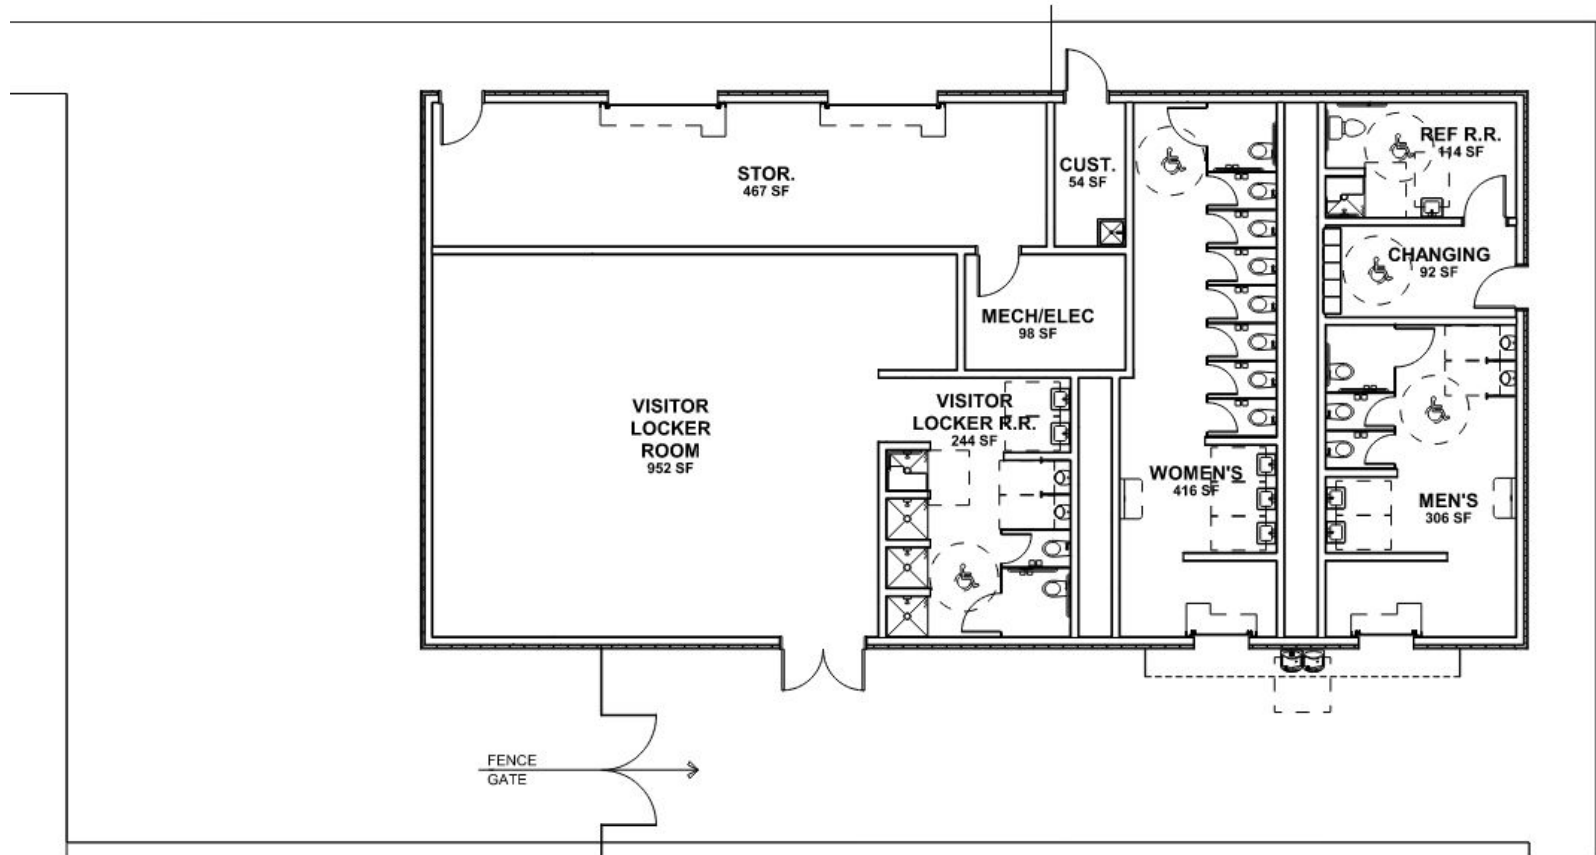 STOR.
467 SF
CUST.
54 SF
REF R.R.
114 SF
CHANGING
92 SF
MECH/ELEC
98 SF
VISITOR
LOCKER
ROOM
952 SF
VISITOR
LOCKER R.R.
244 SF
WOMEN'S
416 SF
MEN'S
306 SF
FENCE
GATE